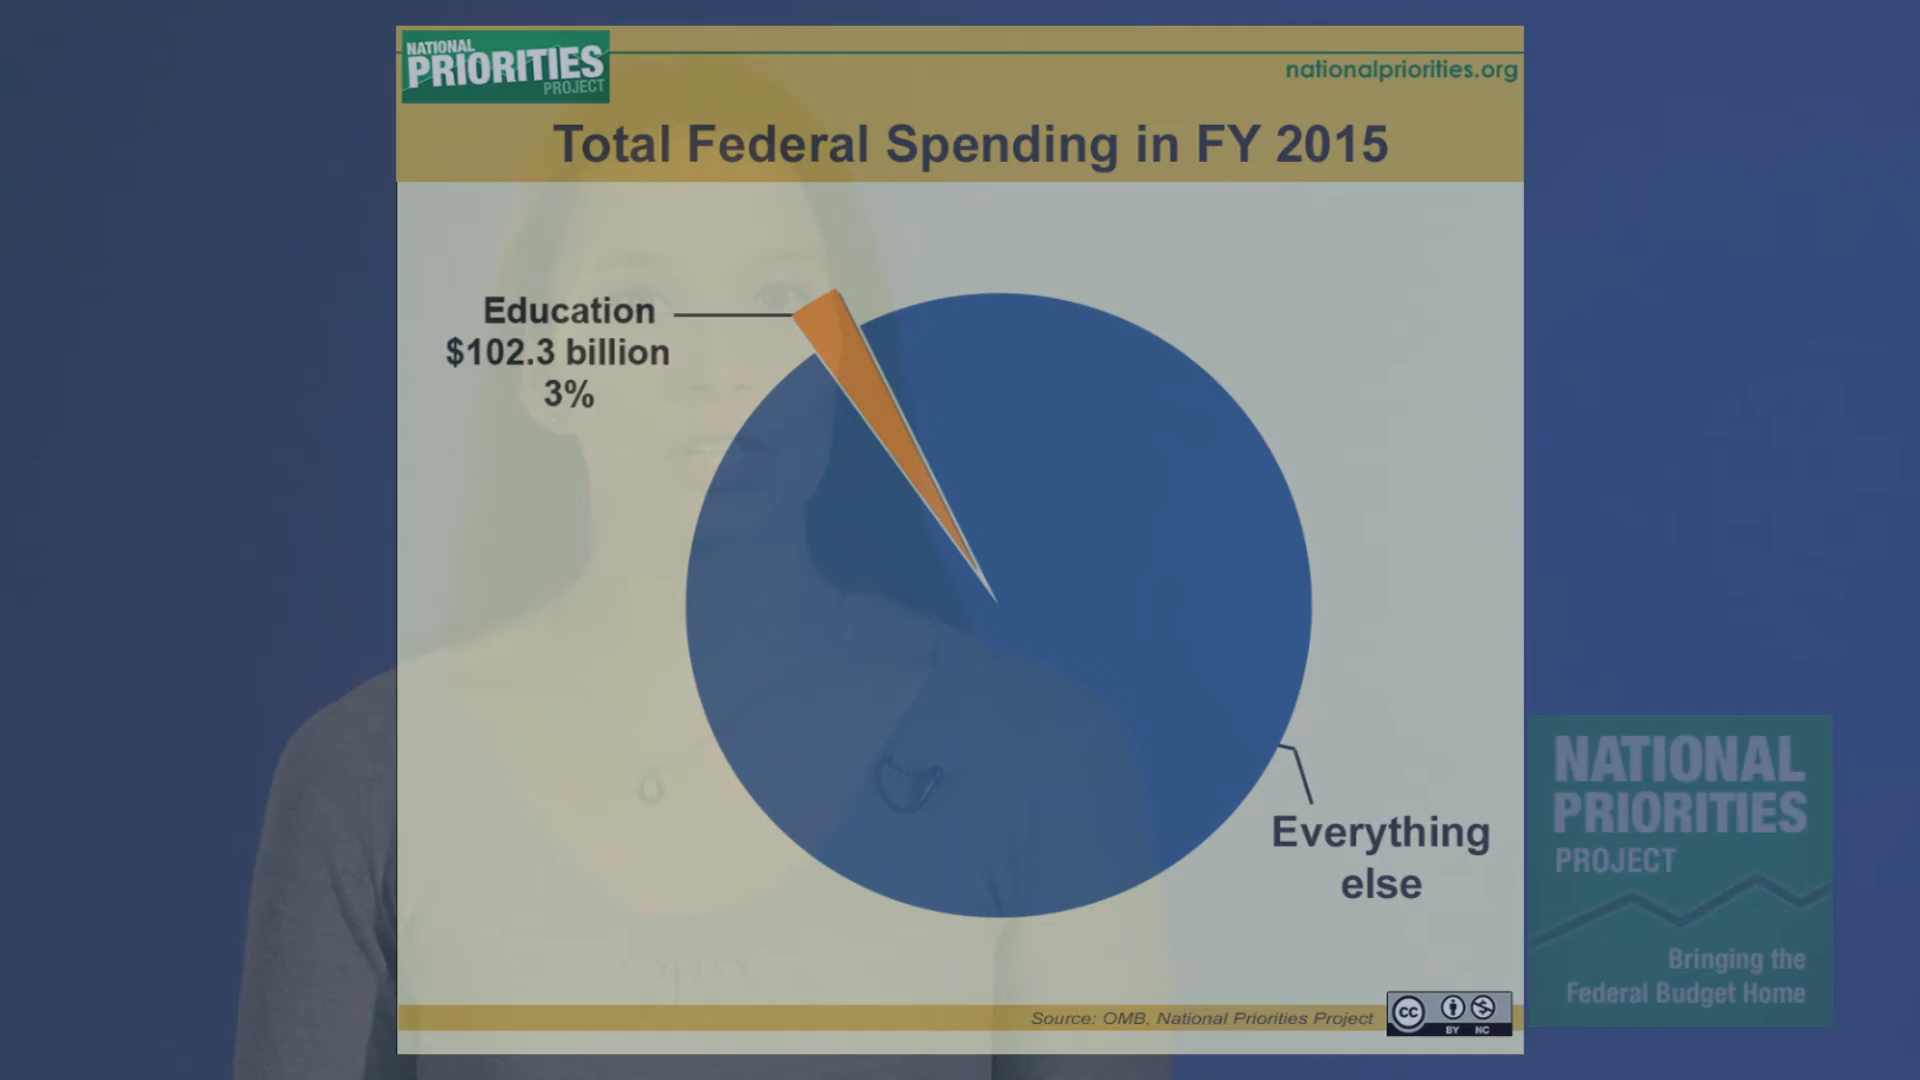 NATIONAL
PRIORITIES
PROJECT
nationalpriorities.org
Total Federal Spending in FY 2015
Education
$102.3 billion
3%
Everything
else
Source: OMB, National Priorities Project
CC
BY NC
NATIONAL
PRIORITIES
PROJECT
Bringing the
Federal Budget Home